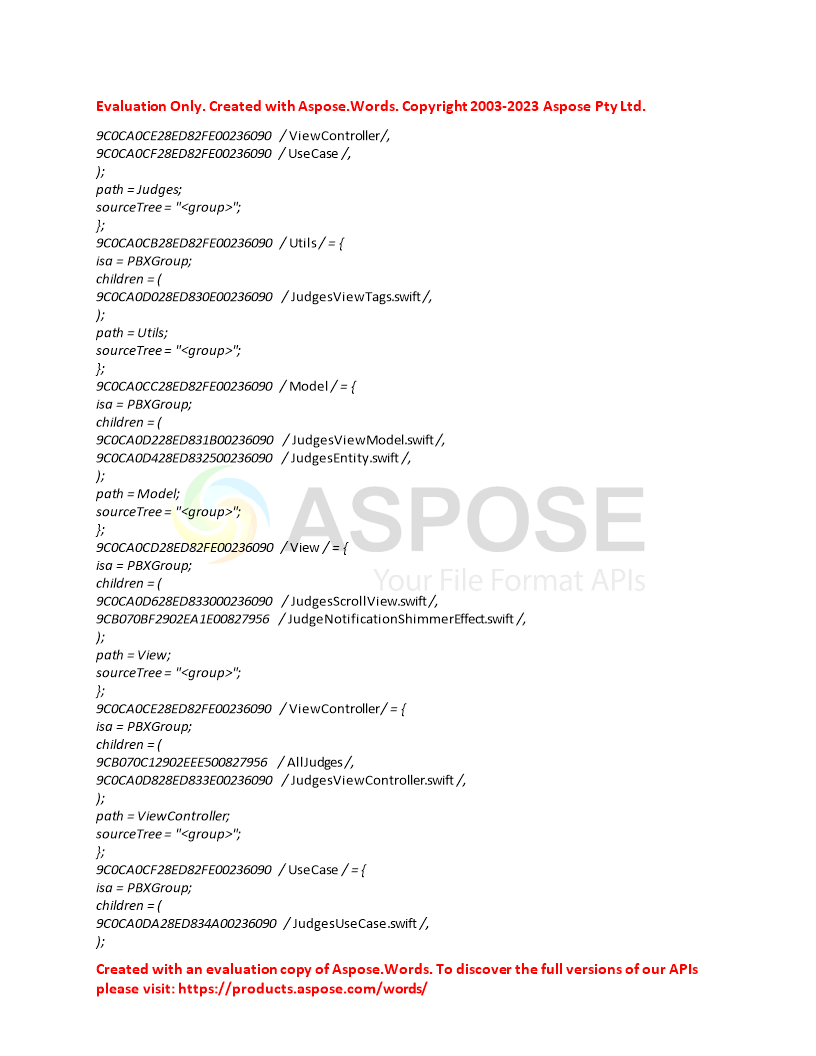 Evaluation Only. Created with Aspose.Words. Copyright 2003-2023 Aspose Pty Ltd.
9C0CA0CE28ED82FE00236090 / ViewController/,
9C0CA0CF28ED82FE00236090 / UseCase /,
);
path = Judges;
sourceTree = "<group>";
};
9C0CA0CB28ED82FE00236090 / Utils / = {
isa = PBXGroup;
children = (
9C0CA0D028ED830E00236090 / JudgesViewTags.swift /,
);
path = Utils;
sourceTree = "<group>";
};
9C0CA0CC28ED82FE00236090 / Model / = {
isa = PBXGroup;
children = (
9C0CA0D228ED831B00236090 / JudgesViewModel.swift /,
9C0CA0D428ED832500236090 / JudgesEntity.swift /,
);
path = Model;
sourceTree = "<group>";
};
9C0CA0CD28ED82FE00236090 / View / = {
isa = PBXGroup;
children = (
9C0CA0D628ED833000236090 / JudgesScrollView.swift /,
9CB070BF2902EA1E00827956 / JudgeNotificationShimmerEffect.swift /,
);
path = View;
sourceTree = "<group>";
};
9C0CA0CE28ED82FE00236090 / ViewController/ = {
isa = PBXGroup;
children = (
9CB070C12902EEE500827956 / AllJudges /,
9C0CA0D828ED833E00236090 / JudgesViewController.swift /,
);
path = ViewController;
sourceTree = "<group>";
};
9C0CA0CF28ED82FE00236090 / UseCase / = {
isa = PBXGroup;
children = (
9C0CA0DA28ED834A00236090 / JudgesUseCase.swift /,
);
ASPOSE
Your File Format APIs
Created with an evaluation copy of Aspose.Words. To discover the full versions of our APIs
please visit: https://products.aspose.com/words/